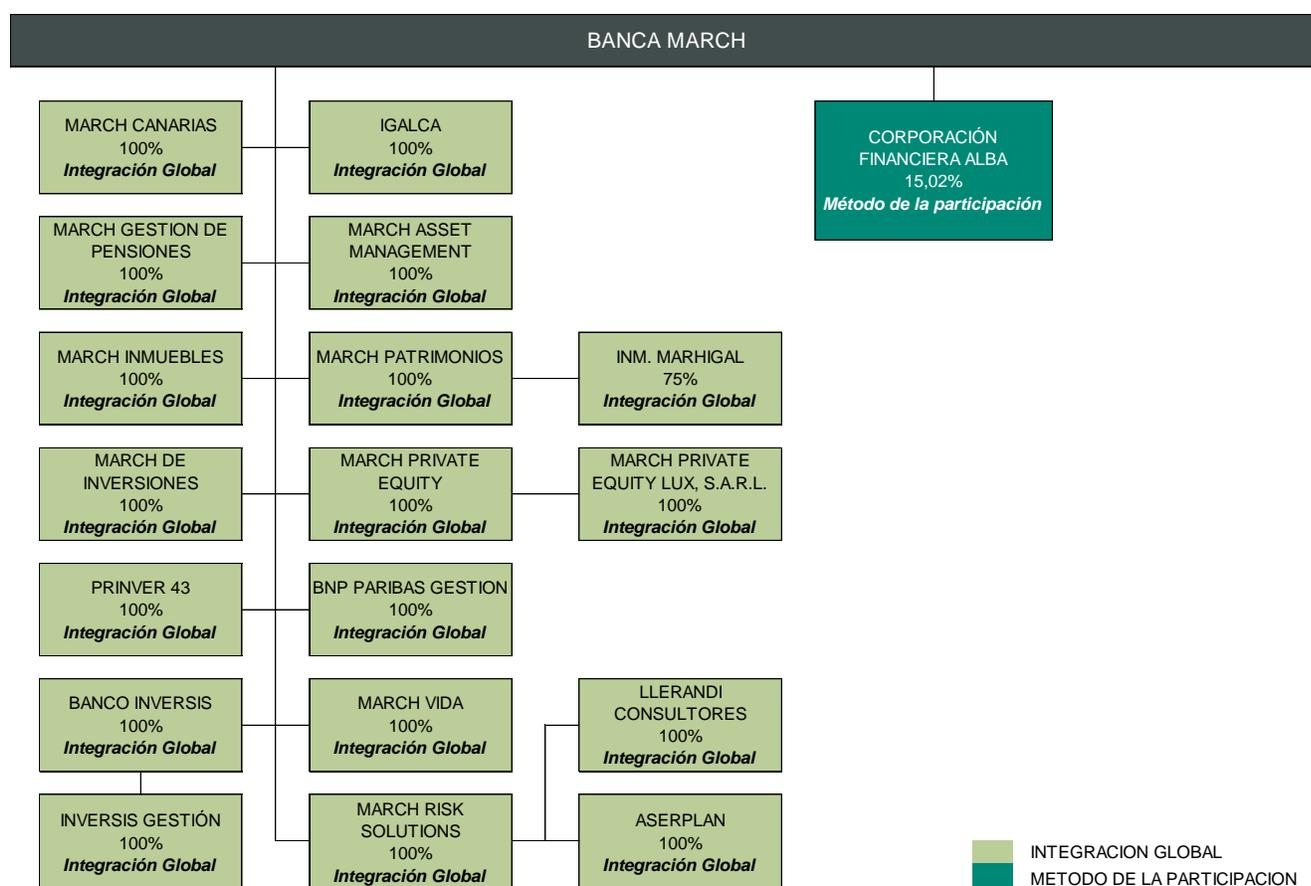 BANCA MARCH
MARCH CANARIAS
100%
Integración Global
IGALCA
100%
Integración Global
CORPORACIÓN
FINANCIERA ALBA
15,02%
Método de la participación
MARCH GESTION DE
PENSIONES
100%
Integración Global
MARCH ASSET
MANAGEMENT
100%
Integración Global
MARCH INMUEBLES
100%
Integración Global
MARCH PATRIMONIOS
100%
Integración Global
INM. MARHIGAL
75%
Integración Global
MARCH DE
INVERSIONES
100%
Integración Global
MARCH PRIVATE
EQUITY
100%
Integración Global
MARCH PRIVATE
EQUITY LUX, S.A.R.L.
100%
Integración Global
PRINVER 43
100%
Integración Global
BNP PARIBAS GESTION
100%
Integración Global
BANCO INVERSIS
100%
Integración Global
MARCH VIDA
100%
Integración Global
LLERANDI
CONSULTORES
100%
Integración Global
INVERSIS GESTIÓN
100%
Integración Global
MARCH RISK
SOLUTIONS
100%
Integración Global
ASERPLAN
100%
Integración Global
INTEGRACION GLOBAL
METODO DE LA PARTICIPACION